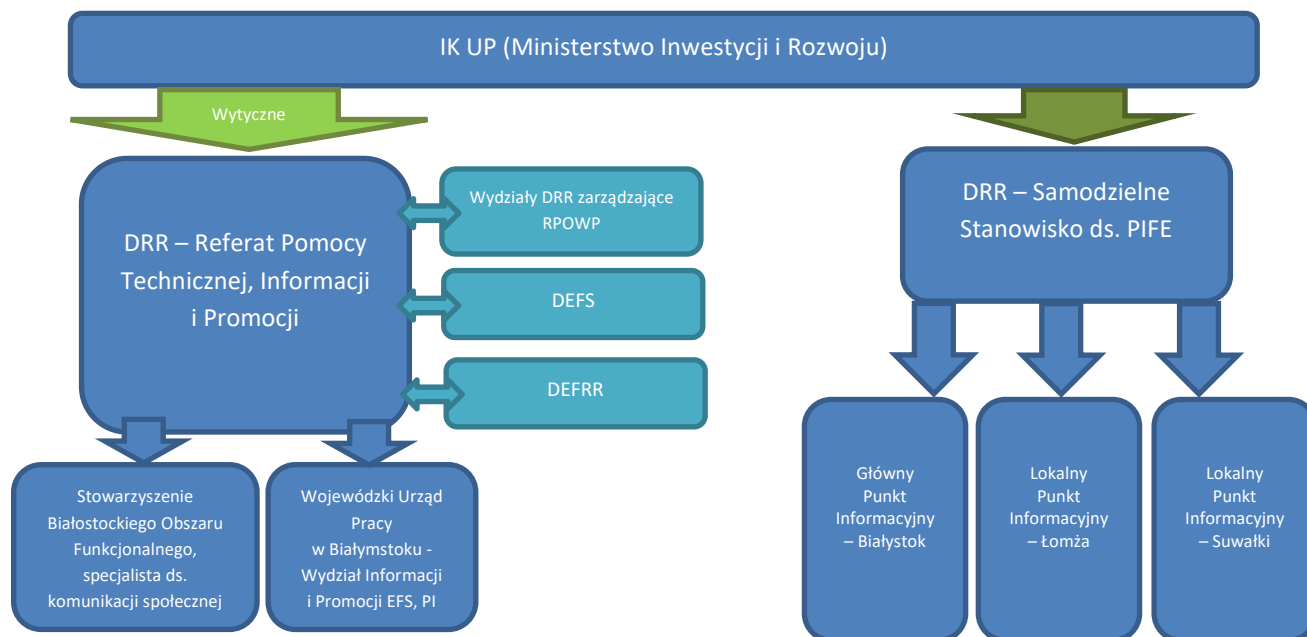 IK UP (Ministerstwo Inwestycji i Rozwoju)
Wytyczne
DRR – Referat Pomocy
Technicznej, Informacji
i Promocji
Wydziały DRR zarządzające
RPOWP
DEFS
DEFRR
DRR – Samodzielne
Stanowisko ds. PIFE
Stowarzyszenie
Białostockiego Obszaru
Funkcjonalnego,
specjalista ds.
komunikacji społecznej
Wojewódzki Urząd
Pracy
w Białymstoku -
Wydział Informacji
i Promocji EFS, PI
Główny
Punkt
Informacyjny
– Białystok
Lokalny
Punkt
Informacyjny
– Łomża
Lokalny
Punkt
Informacyjny
– Suwałki